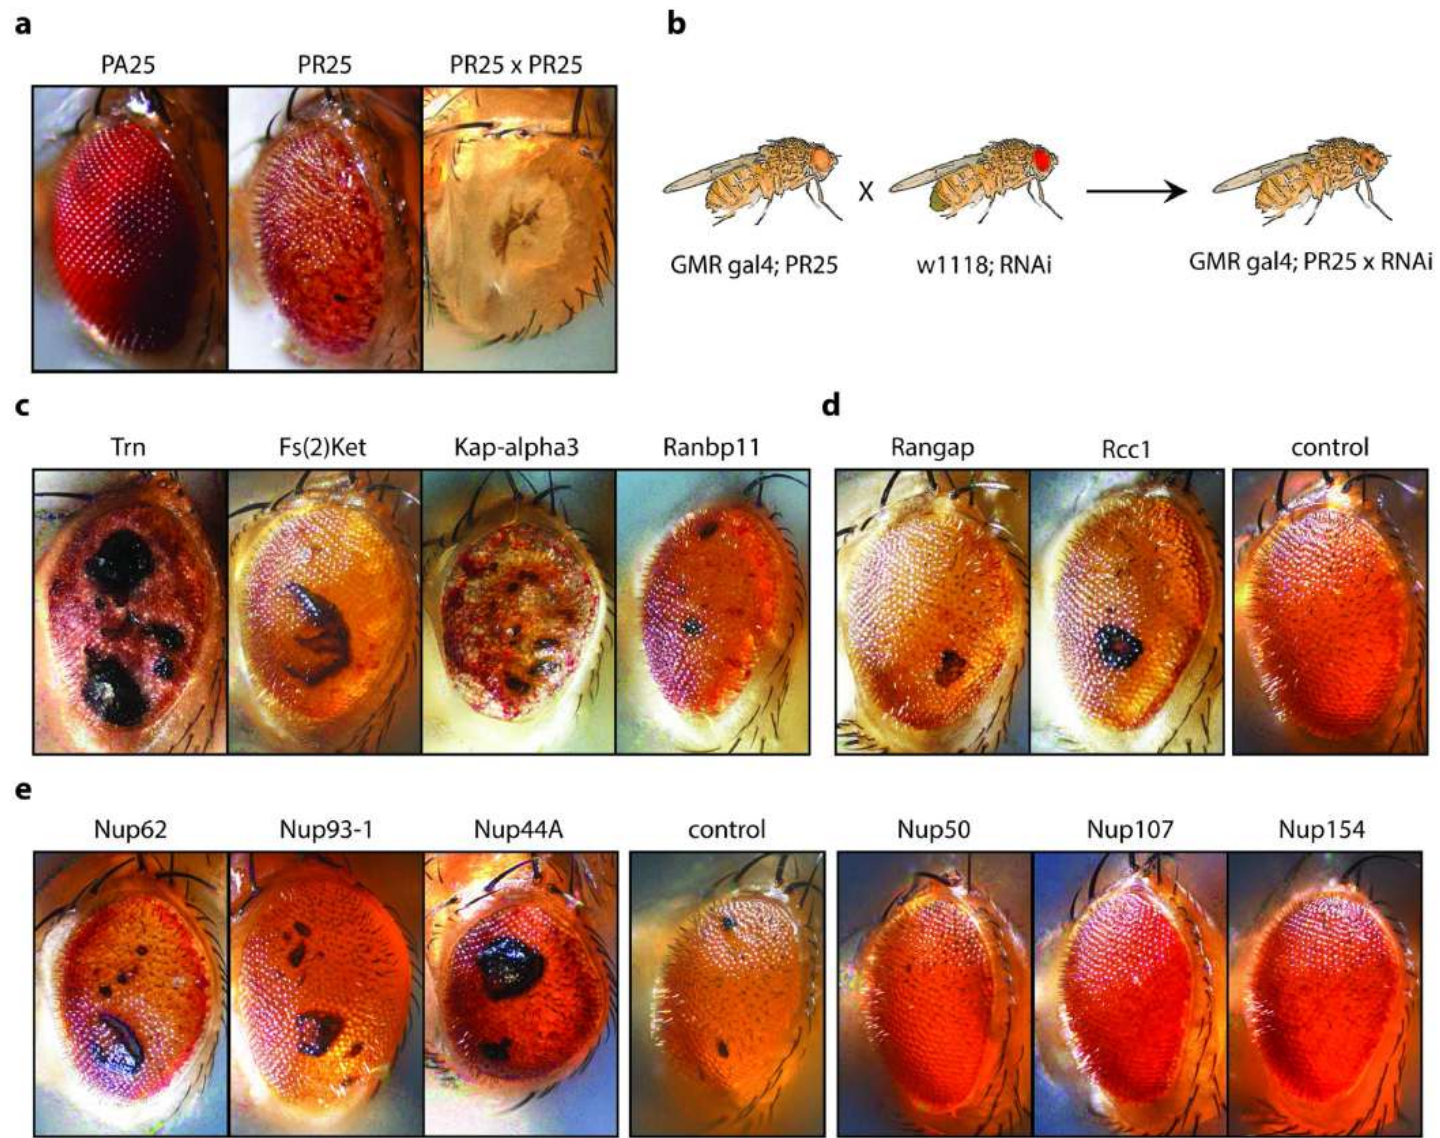 a
PA25 PR25 PR25 x PR25
b
X
GMR gal4; PR25 w1118; RNAi GMR gal4; PR25 x RNAi
c
Trn Fs(2)Ket Kap-alpha3 Ranbp11
d
Rangap Rcc1 control
e
Nup62 Nup93-1 Nup44A control Nup50 Nup107 Nup154